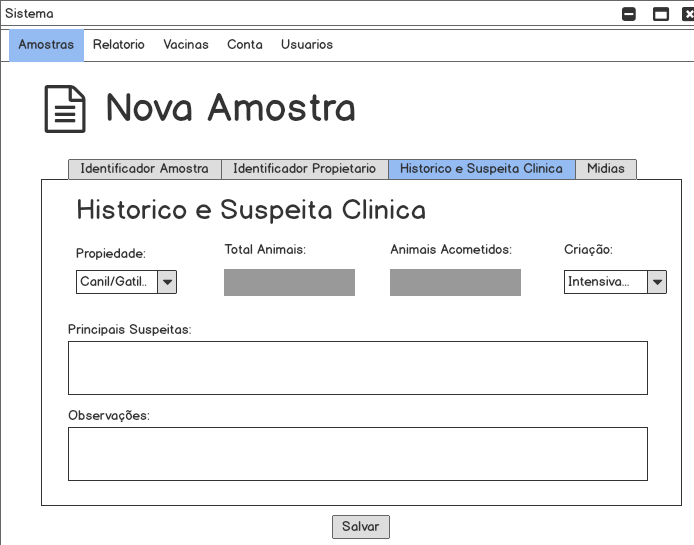 Sistema
Amostras Relatorio Vacinas Conta Usuarios
Nova Amostra
Identificador Amostra Identificador Propietario Historico e Suspeita Clinica Midias
Historico e Suspeita Clinica
Propiedade: Total Animais: Animais Acometidos: Criação:
Canil/Gatil.. Intensiva...
Principais Suspeitas:
Observações:
Salvar